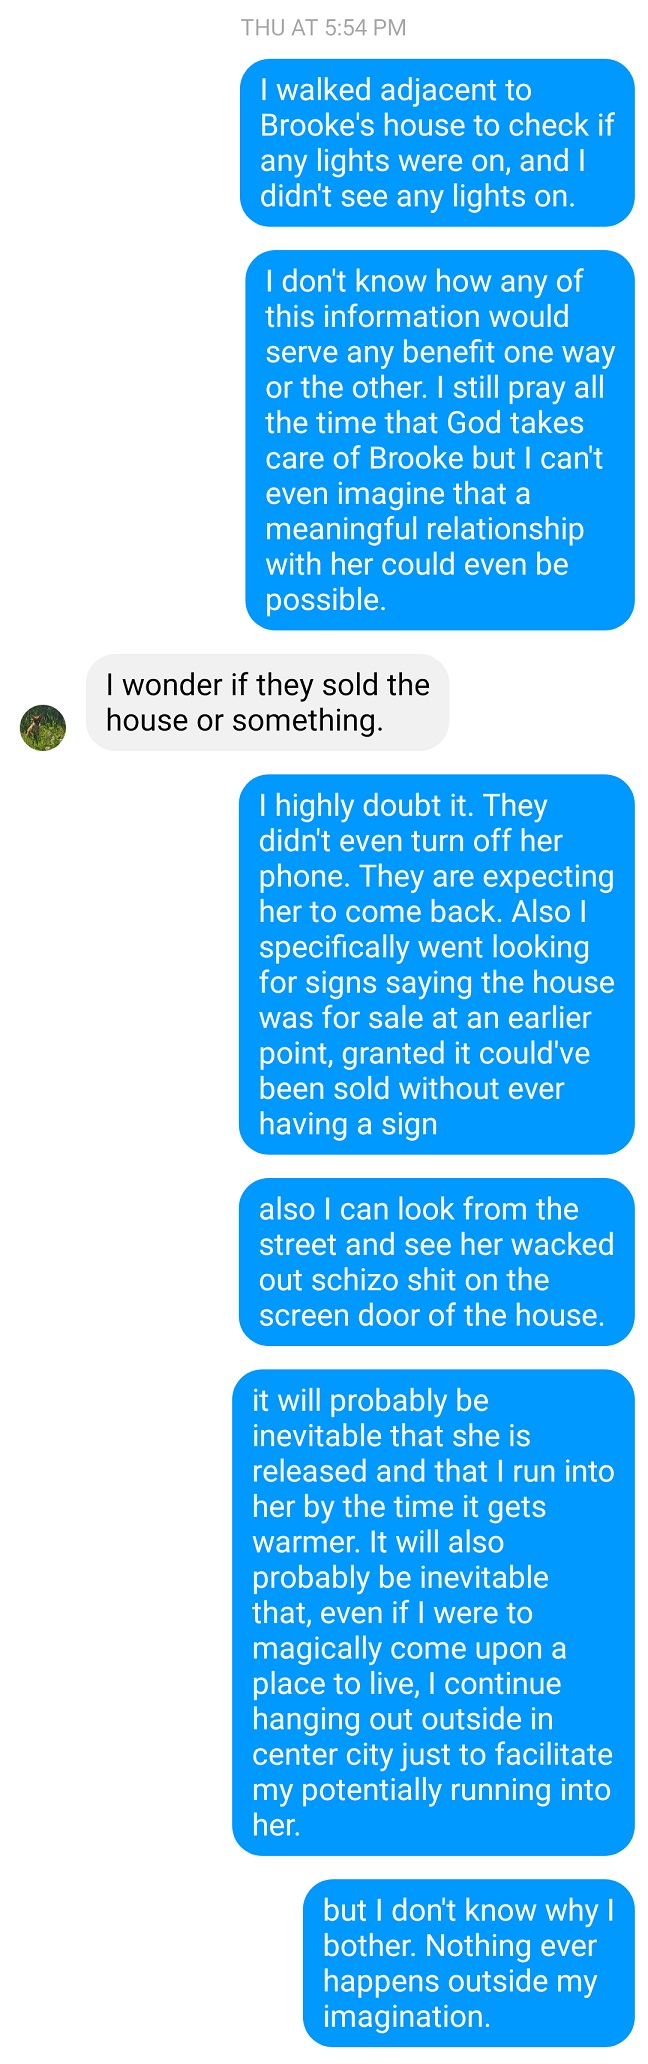 THU AT 5:54 PM
I walked adjacent to
Brooke's house to check if
any lights were on, and I
didn't see any lights on.
I don't know how any of
this information would
serve any benefit one way
or the other. I still pray all
the time that God takes
care of Brooke but I can't
even imagine that a
meaningful relationship
with her could even be
possible.
I wonder if they sold the
house or something.
I highly doubt it. They
didn't even turn off her
phone. They are expecting
her to come back. Also I
specifically went looking
for signs saying the house
was for sale at an earlier
point, granted it could've
been sold without ever
having a sign
also I can look from the
street and see her wacked
out schizo shit on the
screen door of the house.
it will probably be
inevitable that she is
released and that I run into
her by the time it gets
warmer. It will also
probably be inevitable
that, even if I were to
magically come upon a
place to live, I continue
hanging out outside in
center city just to facilitate
my potentially running into
her.
but I don't know why I
bother. Nothing ever
happens outside my
imagination.